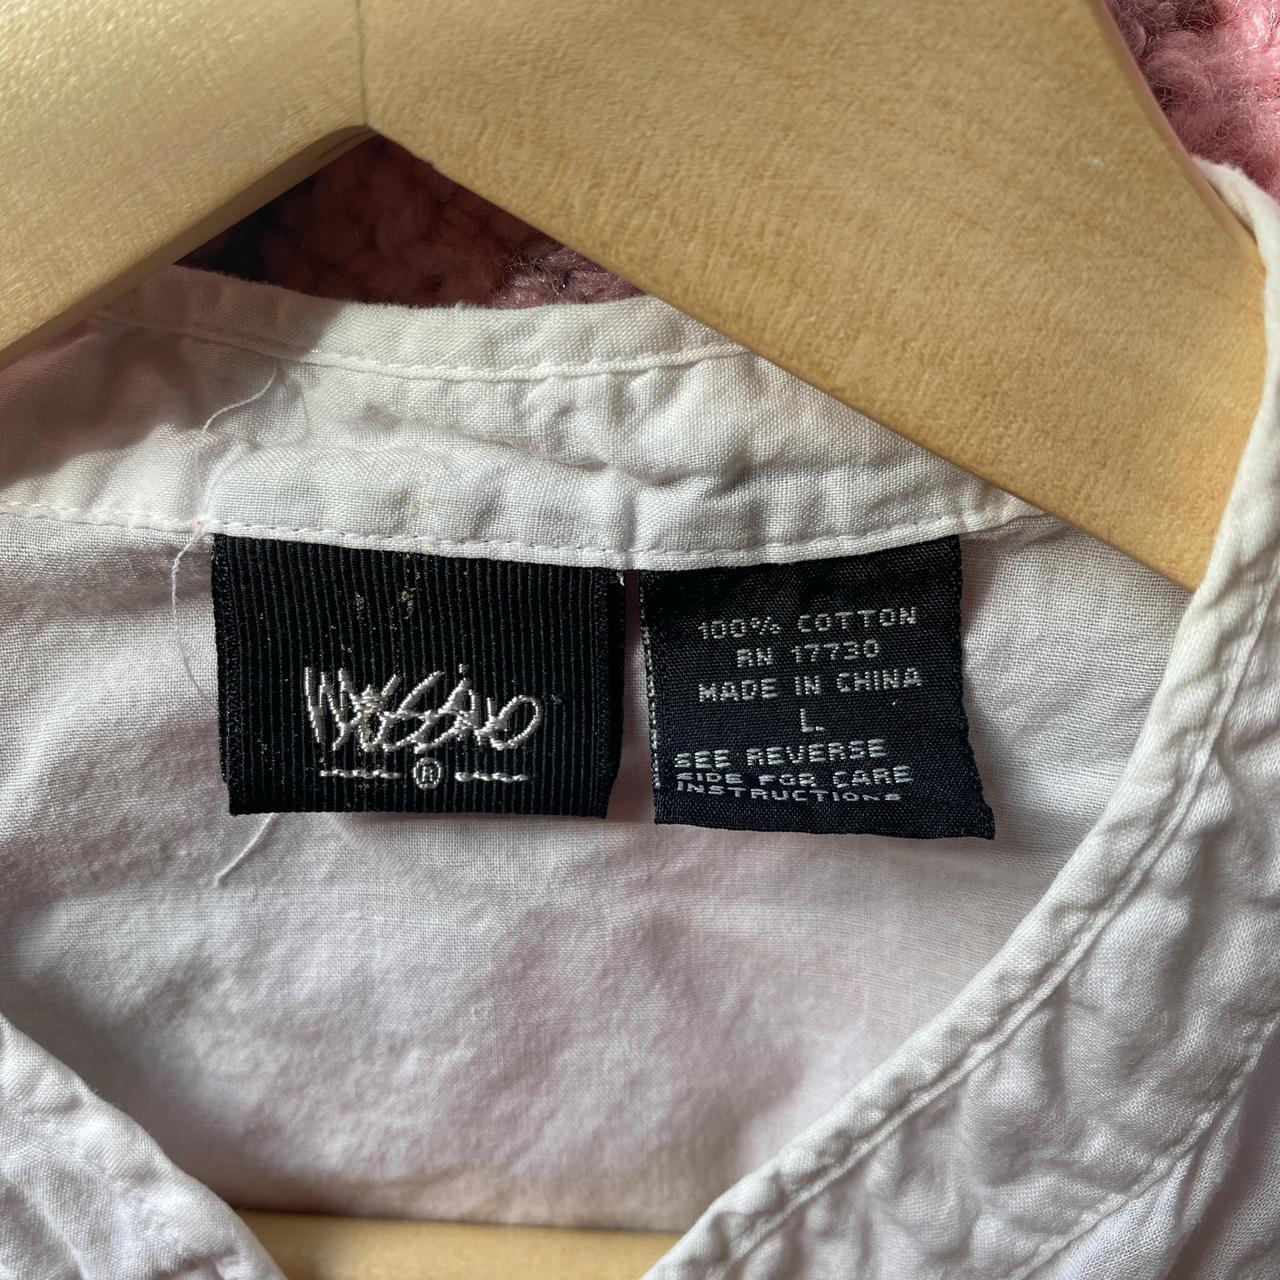 MOSSIMO
®
100% COTTON
RN 17730
MADE IN CHINA
L
SEE REVERSE
SIDE FOR CARE
INSTRUCTIONS